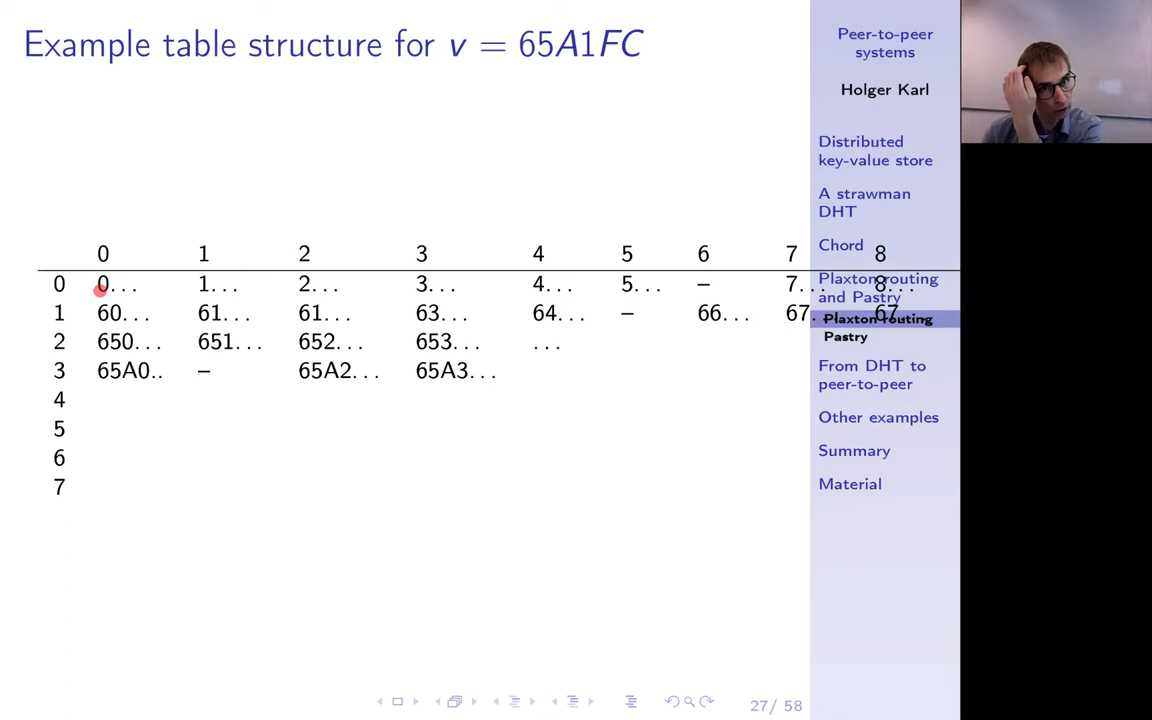 Example table structure for v = 65A1FC
0 1 2 3 4 5 6 7 8
0 0... 1... 2... 3... 4... 5... – 7... 8...
1 60... 61... 61... 63... 64... – 66... 67... 67...
2 650... 651... 652... 653... ...
3 65A0.. – 65A2... 65A3...
4
5
6
7
27/ 58
Peer-to-peer
systems
Holger Karl
Distributed
key-value store
A strawman
DHT
Chord
Plaxton routing
and Pastry
Plaxton routing
Pastry
From DHT to
peer-to-peer
Other examples
Summary
Material